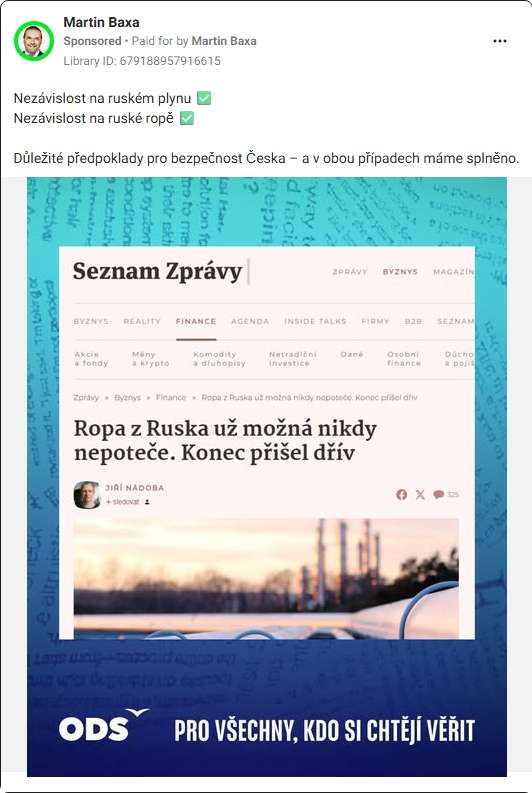 Martin Baxa
Sponsored • Paid for by Martin Baxa
Library ID: 679188957916615
Nezávislost na ruském plynu ✅
Nezávislost na ruské ropě ✅
Důležité předpoklady pro bezpečnost Česka – a v obou případech máme splněno.
Seznam Zprávy
ZPRÁVY BYZNYS MAGAZÍN
BYZNYS REALITY FINANCE AGENDA INSIDE TALKS FIRMY B2B SEZNAM
Akcie a fondy
Měny a krypto
Komodity a dluhopisy
Netradiční investice
Daně
Osobní finance
Důcho a pojiš
Zprávy » Byznys » Finance » Ropa z Ruska už možná nikdy nepoteče. Konec přišel dřív
Ropa z Ruska už možná nikdy
nepoteče. Konec přišel dřív
JIŘÍ NÁDOBA
+ sledovat
325
ODS
PRO VŠECHNY, KDO SI CHTĚJÍ VĚŘIT